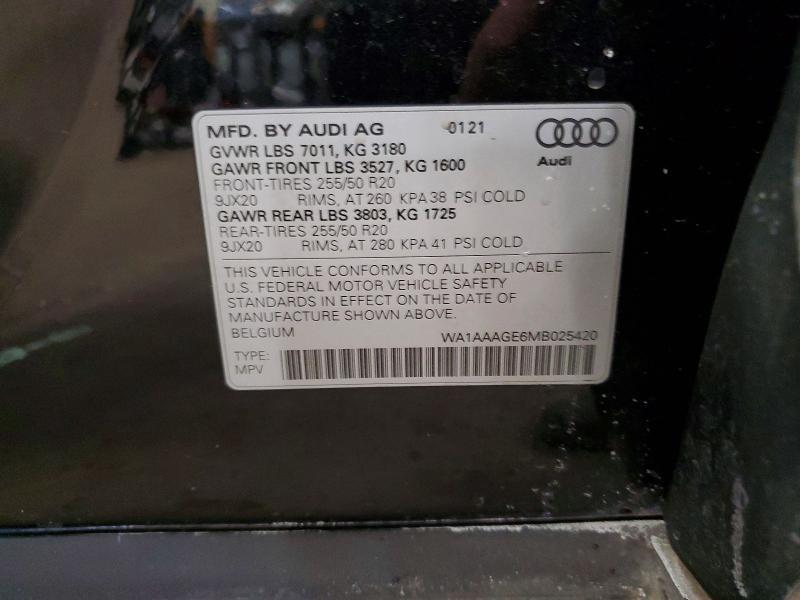 MFD. BY AUDI AG 0121
Audi
GVWR LBS 7011, KG 3180
GAWR FRONT LBS 3527, KG 1600
FRONT-TIRES 255/50 R20
9JX20 RIMS, AT 260 KPA 38 PSI COLD
GAWR REAR LBS 3803, KG 1725
REAR-TIRES 255/50 R20
9JX20 RIMS, AT 280 KPA 41 PSI COLD
THIS VEHICLE CONFORMS TO ALL APPLICABLE
U.S. FEDERAL MOTOR VEHICLE SAFETY
STANDARDS IN EFFECT ON THE DATE OF
MANUFACTURE SHOWN ABOVE.
BELGIUM WA1AAAGE6MB025420
TYPE:
MPV